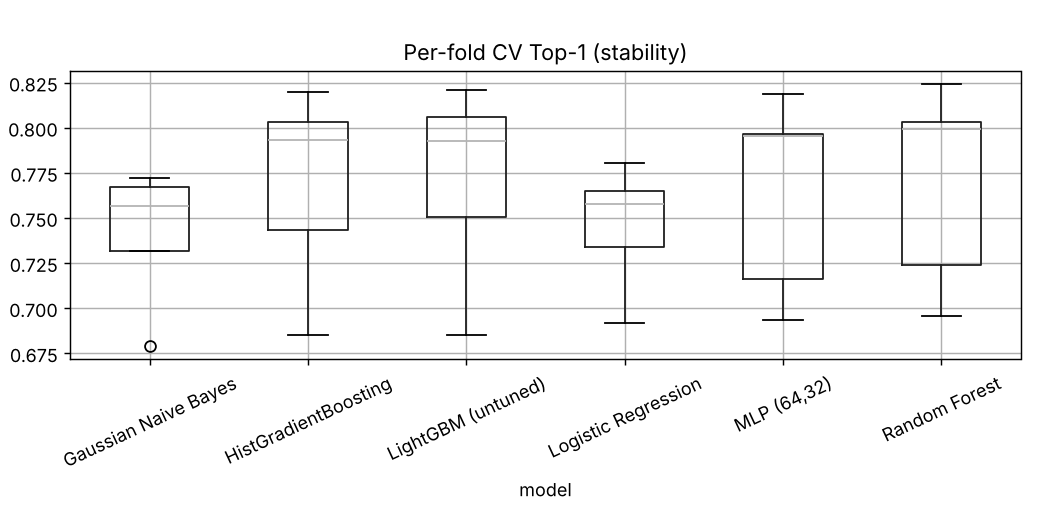 Per-fold CV Top-1 (stability)
0.825
0.800
0.775
0.750
0.725
0.700
0.675
Gaussian Naive Bayes
HistGradientBoosting
LightGBM (untuned)
Logistic Regression
MLP (64,32)
Random Forest
model